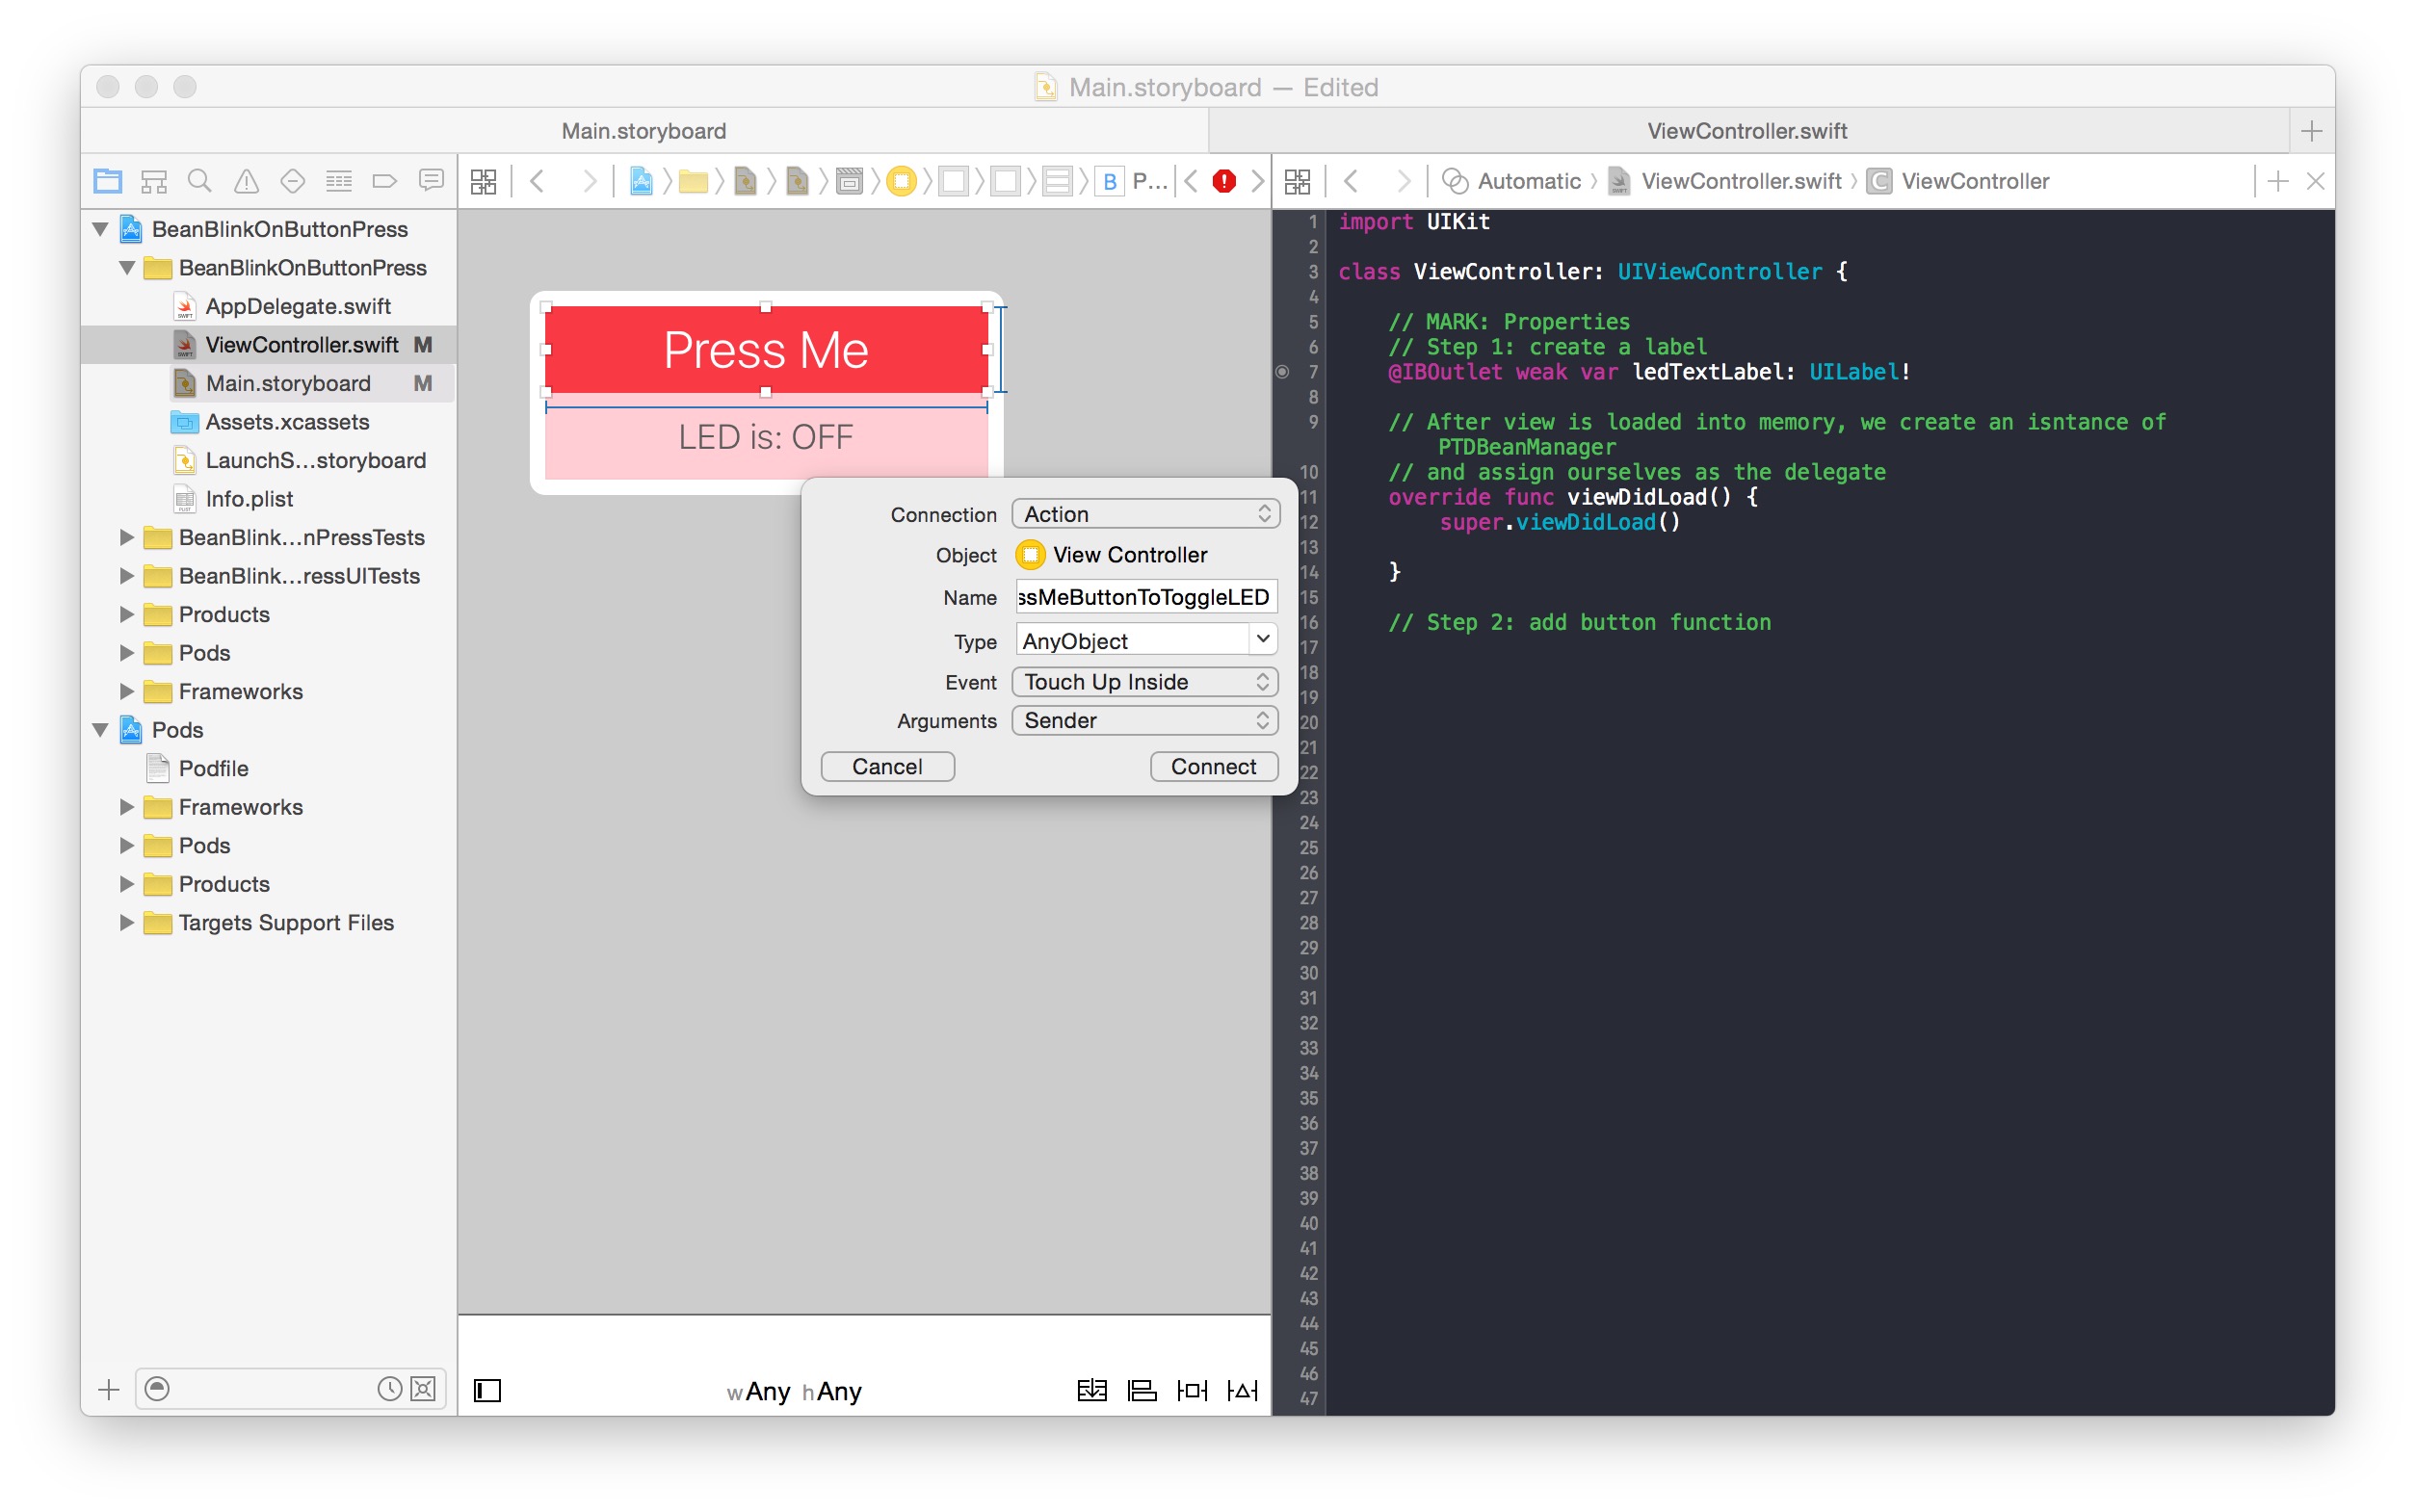 Main.storyboard — Edited
Main.storyboard
ViewController.swift
B P...
Automatic
ViewController.swift
C ViewController
BeanBlinkOnButtonPress
BeanBlinkOnButtonPress
AppDelegate.swift
ViewController.swift M
Main.storyboard M
Assets.xcassets
LaunchS...storyboard
Info.plist
BeanBlink...nPressTests
BeanBlink...ressUITests
Products
Pods
Frameworks
Pods
Podfile
Frameworks
Pods
Products
Targets Support Files
Press Me
LED is: OFF
Connection Action
Object View Controller
Name ssMeButtonToToggleLED
Type AnyObject
Event Touch Up Inside
Arguments Sender
Cancel Connect
wAny hAny
1 import UIKit
2
3 class ViewController: UIViewController {
4
5 // MARK: Properties
6 // Step 1: create a label
7 @IBOutlet weak var ledTextLabel: UILabel!
8
9 // After view is loaded into memory, we create an isntance of
PTDBeanManager
10 // and assign ourselves as the delegate
11 override func viewDidLoad() {
12 super.viewDidLoad()
13
14 }
15
16 // Step 2: add button function
17
18
19
20
21
22
23
24
25
26
27
28
29
30
31
32
33
34
35
36
37
38
39
40
41
42
43
44
45
46
47